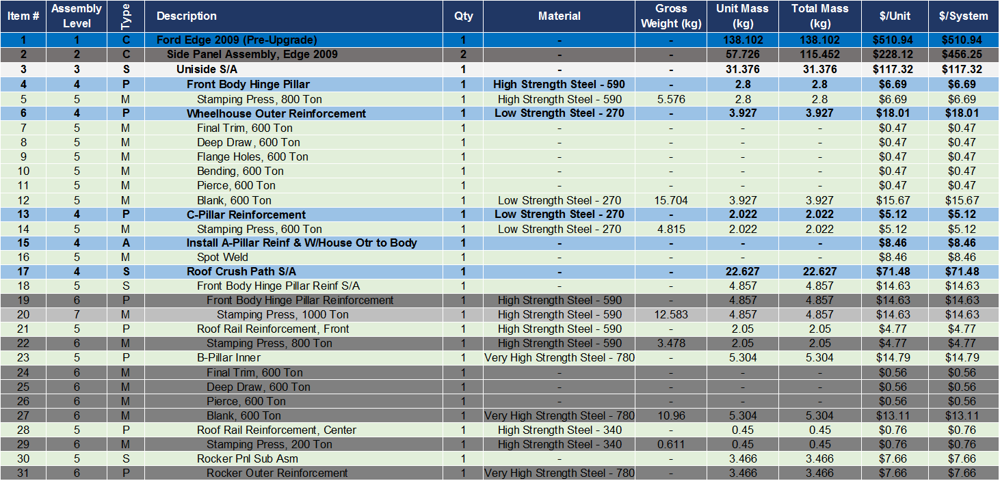 Item # Assembly Level Type Description Qty Material Gross Weight (kg) Unit Mass (kg) Total Mass (kg) $/Unit $/System
1 1 C Ford Edge 2009 (Pre-Upgrade) 1 - - 138.102 138.102 $510.94 $510.94
2 2 C Side Panel Assembly, Edge 2009 2 - - 57.726 115.452 $228.12 $456.25
3 3 S Uniside S/A 1 - - 31.376 31.376 $117.32 $117.32
4 4 P Front Body Hinge Pillar 1 High Strength Steel - 590 - 2.8 2.8 $6.69 $6.69
5 5 M Stamping Press, 800 Ton 1 High Strength Steel - 590 5.576 2.8 2.8 $6.69 $6.69
6 4 P Wheelhouse Outer Reinforcement 1 Low Strength Steel - 270 - 3.927 3.927 $18.01 $18.01
7 5 M Final Trim, 600 Ton 1 - - - - $0.47 $0.47
8 5 M Deep Draw, 600 Ton 1 - - - - $0.47 $0.47
9 5 M Flange Holes, 600 Ton 1 - - - - $0.47 $0.47
10 5 M Bending, 600 Ton 1 - - - - $0.47 $0.47
11 5 M Pierce, 600 Ton 1 - - - - $0.47 $0.47
12 5 M Blank, 600 Ton 1 Low Strength Steel - 270 15.704 3.927 3.927 $15.67 $15.67
13 4 P C-Pillar Reinforcement 1 Low Strength Steel - 270 - 2.022 2.022 $5.12 $5.12
14 5 M Stamping Press, 600 Ton 1 Low Strength Steel - 270 4.815 2.022 2.022 $5.12 $5.12
15 4 A Install A-Pillar Reinf & W/House Otr to Body 1 - - - - $8.46 $8.46
16 5 M Spot Weld 1 - - - - $8.46 $8.46
17 4 S Roof Crush Path S/A 1 - - 22.627 22.627 $71.48 $71.48
18 5 S Front Body Hinge Pillar Reinf S/A 1 - - 4.857 4.857 $14.63 $14.63
19 6 P Front Body Hinge Pillar Reinforcement 1 High Strength Steel - 590 - 4.857 4.857 $14.63 $14.63
20 7 M Stamping Press, 1000 Ton 1 High Strength Steel - 590 12.583 4.857 4.857 $14.63 $14.63
21 5 P Roof Rail Reinforcement, Front 1 High Strength Steel - 590 - 2.05 2.05 $4.77 $4.77
22 6 M Stamping Press, 800 Ton 1 High Strength Steel - 590 3.478 2.05 2.05 $4.77 $4.77
23 5 P B-Pillar Inner 1 Very High Strength Steel - 780 - 5.304 5.304 $14.79 $14.79
24 6 M Final Trim, 600 Ton 1 - - - - $0.56 $0.56
25 6 M Deep Draw, 600 Ton 1 - - - - $0.56 $0.56
26 6 M Pierce, 600 Ton 1 - - - - $0.56 $0.56
27 6 M Blank, 600 Ton 1 Very High Strength Steel - 780 10.96 5.304 5.304 $13.11 $13.11
28 5 P Roof Rail Reinforcement, Center 1 High Strength Steel - 340 - 0.45 0.45 $0.76 $0.76
29 6 M Stamping Press, 200 Ton 1 High Strength Steel - 340 0.611 0.45 0.45 $0.76 $0.76
30 5 S Rocker Pnl Sub Asm 1 - - 3.466 3.466 $7.66 $7.66
31 6 P Rocker Outer Reinforcement 1 Very High Strength Steel - 780 - 3.466 3.466 $7.66 $7.66